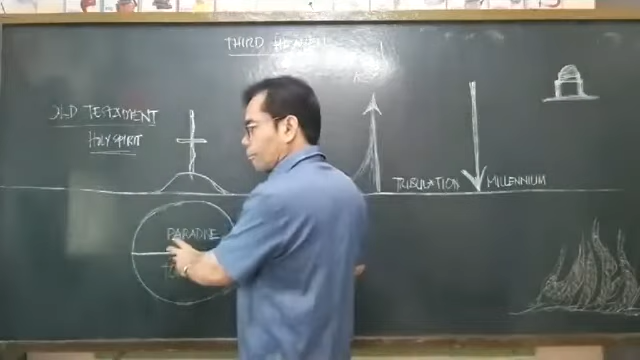 THIRD HEAVEN
OLD TESTAMENT
HOLY SPIRIT
TRIBULATION
MILLENNIUM
PARADISE